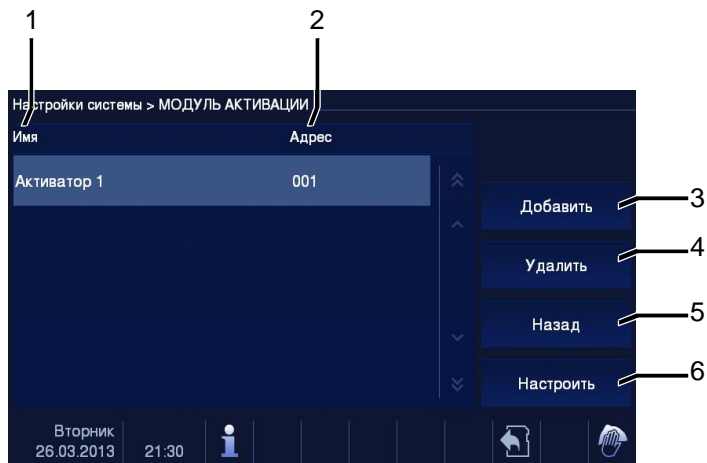 1 2
Настройки системы > МОДУЛЬ АКТИВАЦИИ
Имя Адрес
Активатор 1 001
Добавить 3
Удалить 4
Назад 5
Настроить 6
Вторник
26.03.2013 21:30